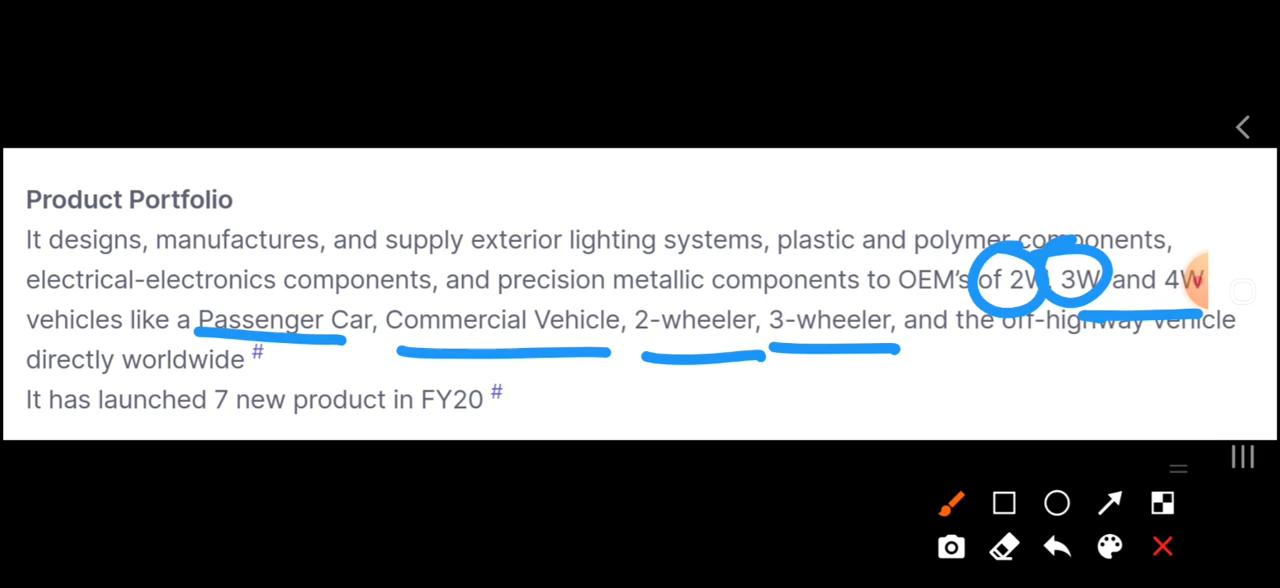 Product Portfolio
It designs, manufactures, and supply exterior lighting systems, plastic and polymer components,
electrical-electronics components, and precision metallic components to OEM's of 2W, 3W, and 4W
vehicles like a Passenger Car, Commercial Vehicle, 2-wheeler, 3-wheeler, and the off-highway vehicle
directly worldwide #
It has launched 7 new product in FY20 #